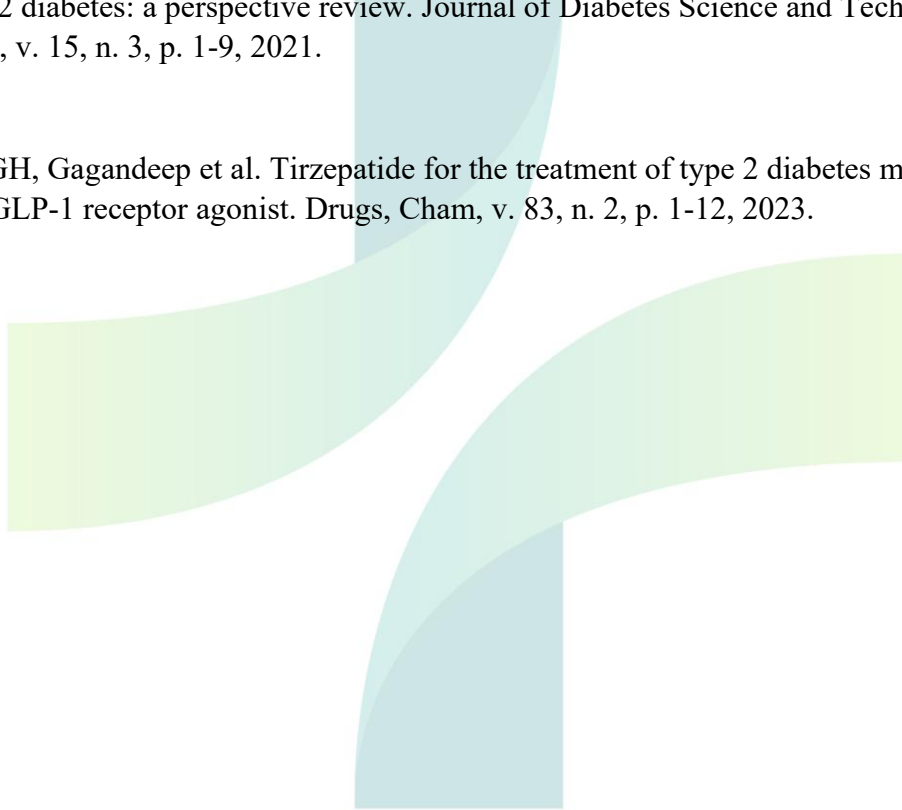 2 diabetes: a perspective review. Journal of Diabetes Science and Tech
, v. 15, n. 3, p. 1-9, 2021.
GH, Gagandeep et al. Tirzepatide for the treatment of type 2 diabetes m
GLP-1 receptor agonist. Drugs, Cham, v. 83, n. 2, p. 1-12, 2023.